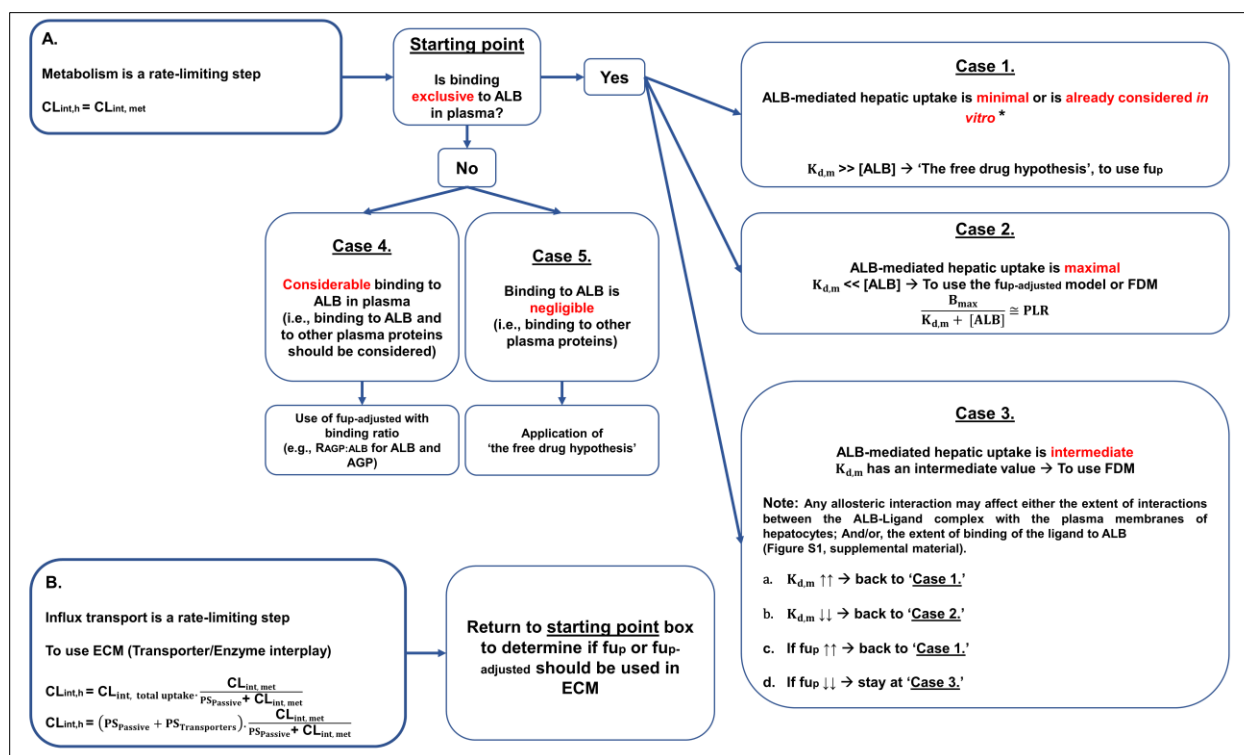 A.
Metabolism is a rate-limiting step
CLint,h = CLint, met
Starting point
Is binding
exclusive to ALB
in plasma?
Yes
No
Case 1.
ALB-mediated hepatic uptake is minimal or is already considered in
vitro *
Kd,m >> [ALB] → ‘The free drug hypothesis’, to use fup
Case 2.
ALB-mediated hepatic uptake is maximal
Kd,m << [ALB] → To use the fup-adjusted model or FDM
Bmax
Kd,m + [ALB] ≅ PLR
Case 3.
ALB-mediated hepatic uptake is intermediate
Kd,m has an intermediate value → To use FDM
Note: Any allosteric interaction may affect either the extent of interactions
between the ALB-Ligand complex with the plasma membranes of
hepatocytes; And/or, the extent of binding of the ligand to ALB
(Figure S1, supplemental material).
a. Kd,m ↑↑ → back to ‘Case 1.’
b. Kd,m ↓↓ → back to ‘Case 2.’
c. If fup ↑↑ → back to ‘Case 1.’
d. If fup ↓↓ → stay at ‘Case 3.’
Case 4.
Considerable binding to
ALB in plasma
(i.e., binding to ALB and
to other plasma proteins
should be considered)
Case 5.
Binding to ALB is
negligible
(i.e., binding to other
plasma proteins)
Use of fup-adjusted with
binding ratio
(e.g., RAGP:ALB for ALB and
AGP)
Application of
‘the free drug hypothesis’
B.
Influx transport is a rate-limiting step
To use ECM (Transporter/Enzyme interplay)
CLint,h = CLint, total uptake. CLint, met
PSPassive + CLint, met
CLint,h = (PSPassive + PSTransporters). CLint, met
PSPassive + CLint, met
Return to starting point box
to determine if fup or fup-
adjusted should be used in
ECM